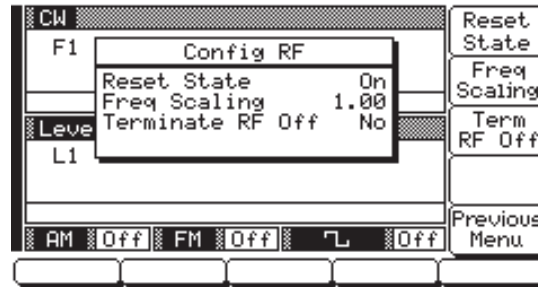 CW
F1
Config RF
Reset State On
Freq Scaling 1.00
Terminate RF Off No
Leve
L1
AM Off FM Off Off
Reset
State
Freq
Scaling
Term
RF Off
Previous
Menu